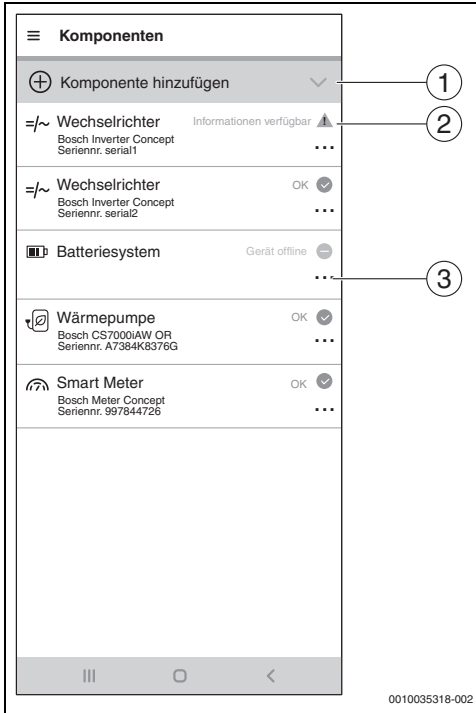 Komponenten
Komponente hinzufügen
1
Wechselrichter Informationen verfügbar
2
Bosch Inverter Concept
Seriennr. serial1
Wechselrichter OK
Bosch Inverter Concept
Seriennr. serial2
Batteriesystem Gerät offline
3
Wärmepumpe OK
Bosch CS7000iAW OR
Seriennr. A7384K8376G
Smart Meter OK
Bosch Meter Concept
Seriennr. 997844726
0010035318-002